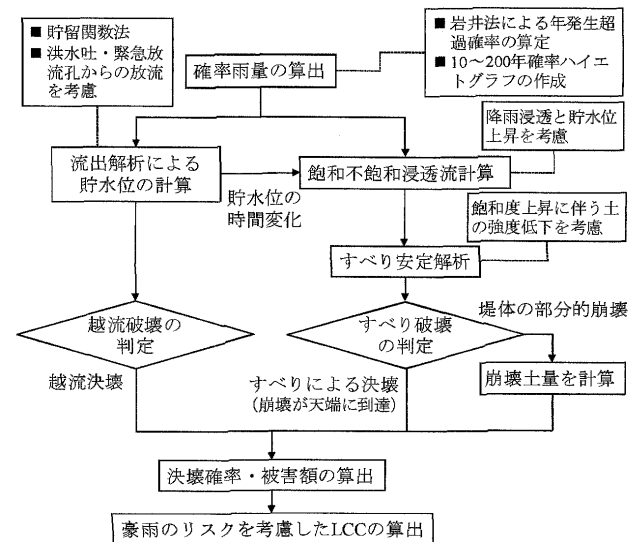 ■ 貯留関数法
■ 洪水吐・緊急放
流孔からの放流
を考慮
確率雨量の算出
■ 岩井法による年発生超
過確率の算定
■ 10～200年確率ハイエ
トグラフの作成
降雨浸透と貯水位
上昇を考慮
流出解析による
貯水位の計算
貯水位の
時間変化
飽和不飽和浸透流計算
飽和度上昇に伴う土
の強度低下を考慮
すべり安定解析
越流破壊の
判定
すべり破壊
の判定
堤体の部分的崩壊
越流決壊
すべりによる決壊
(崩壊が天端に到達)
崩壊土量を計算
決壊確率・被害額の算出
豪雨のリスクを考慮したLCCの算出